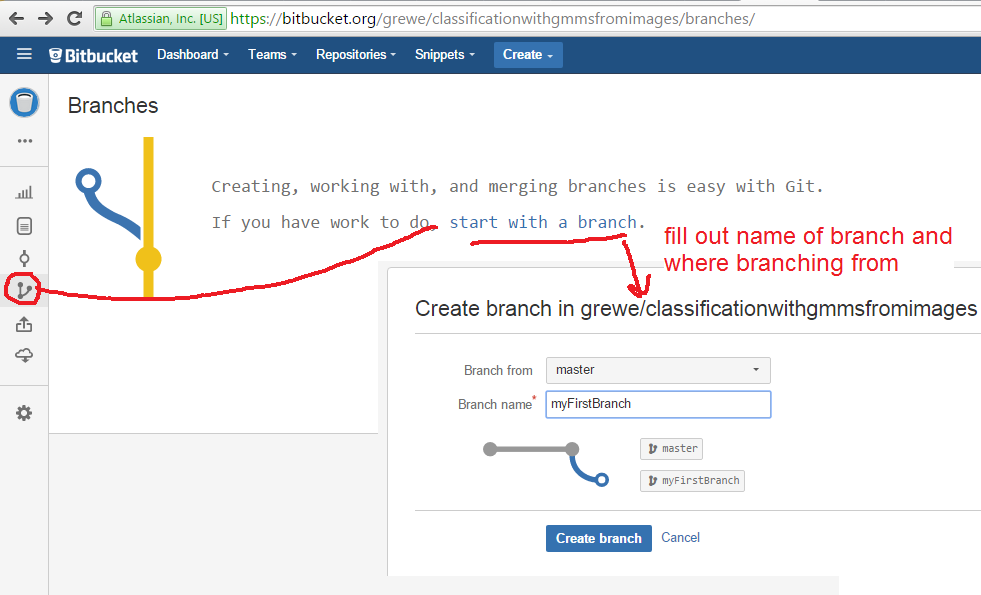 Atlassian, Inc. [US] https://bitbucket.org/grewe/classificationwithgmmsfromimages/branches/
Bitbucket Dashboard Teams Repositories Snippets Create
Branches
Creating, working with, and merging branches is easy with Git.
If you have work to do, start with a branch.
fill out name of branch and
where branching from
Create branch in grewe/classificationwithgmmsfromimages
Branch from master
Branch name* myFirstBranch
master
myFirstBranch
Create branch Cancel